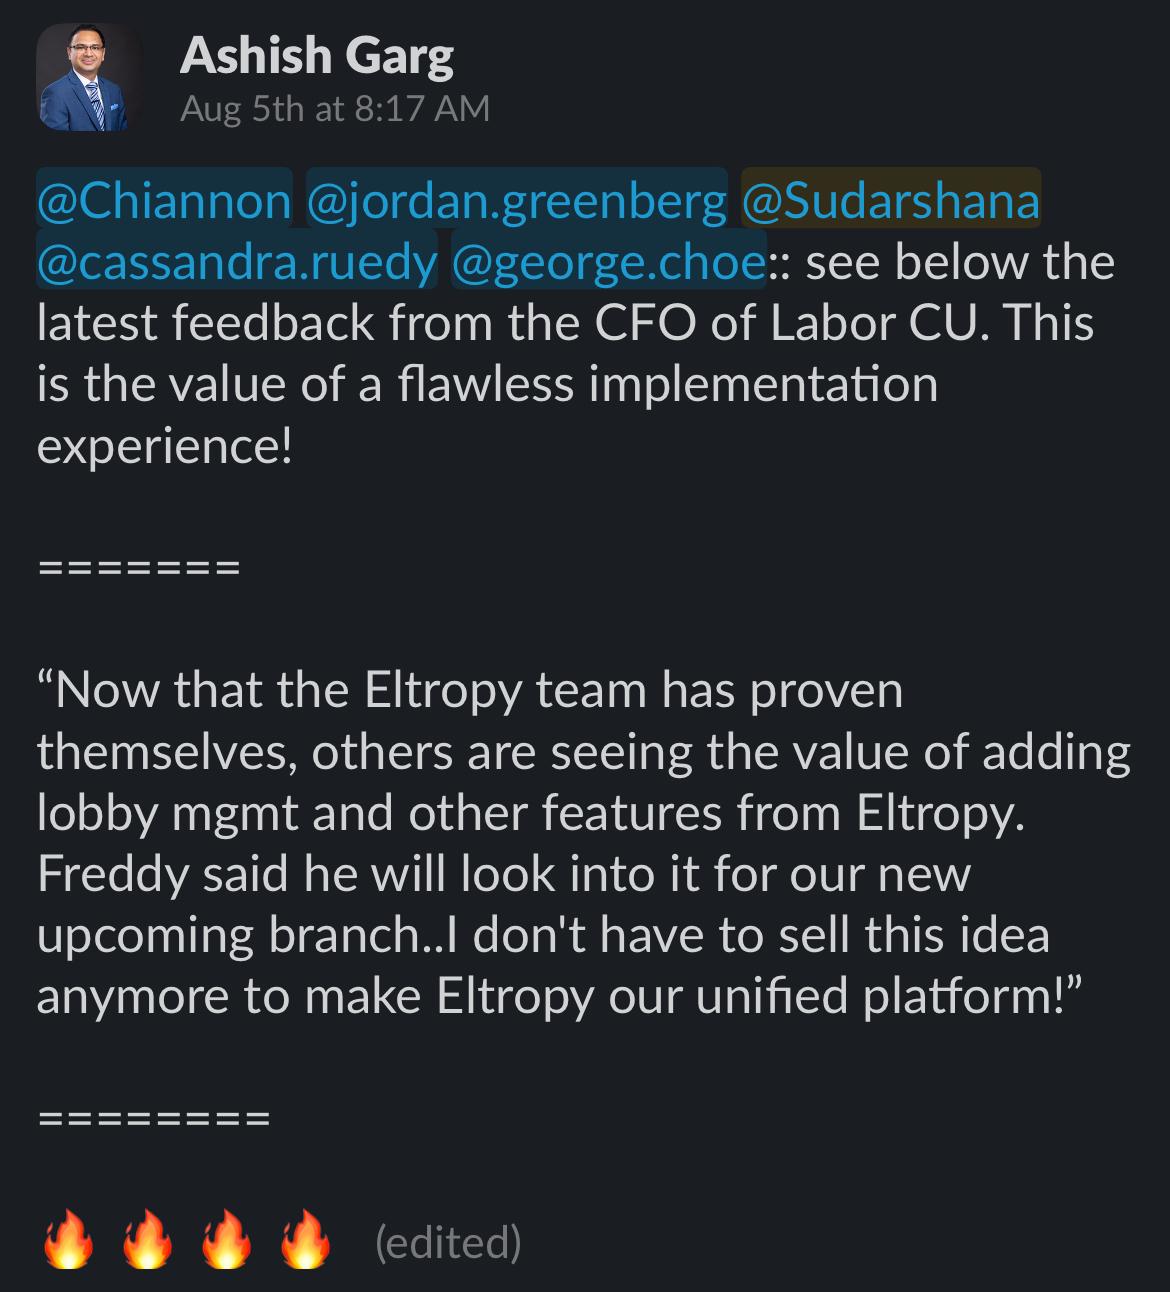 Ashish Garg
Aug 5th at 8:17 AM
@Chiannon @jordan.greenberg @Sudarshana
@cassandra.ruedy @george.choe:: see below the
latest feedback from the CFO of Labor CU. This
is the value of a flawless implementation
experience!
=======
“Now that the Eltropy team has proven
themselves, others are seeing the value of adding
lobby mgmt and other features from Eltropy.
Freddy said he will look into it for our new
upcoming branch..I don't have to sell this idea
anymore to make Eltropy our unified platform!”
========
🔥 🔥 🔥 🔥 (edited)